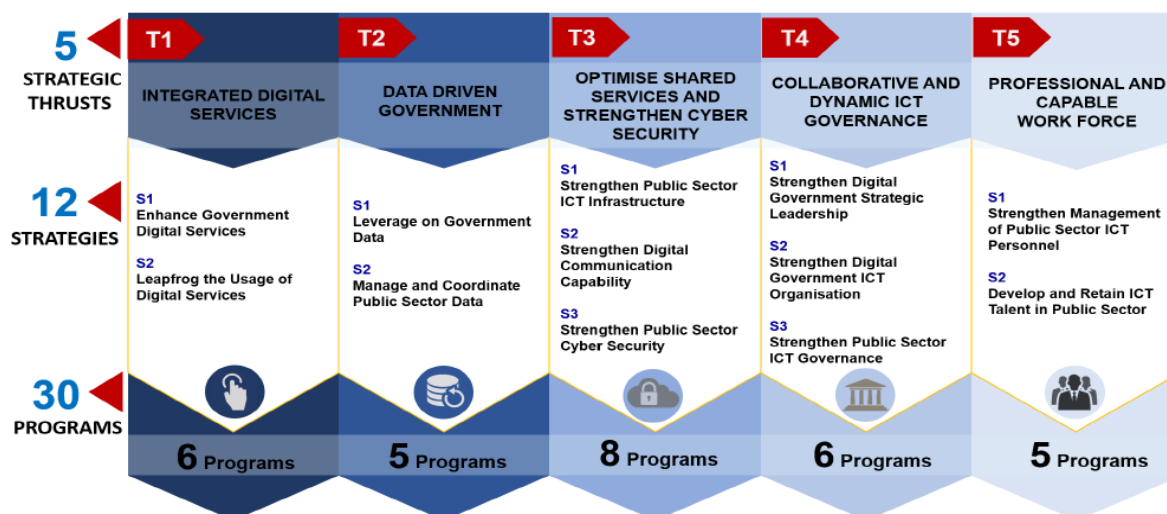 5
STRATEGIC
THRUSTS
T1
INTEGRATED DIGITAL
SERVICES
T2
DATA DRIVEN
GOVERNMENT
T3
OPTIMISE SHARED
SERVICES AND
STRENGTHEN CYBER
SECURITY
T4
COLLABORATIVE AND
DYNAMIC ICT
GOVERNANCE
T5
PROFESSIONAL AND
CAPABLE
WORK FORCE
12
STRATEGIES
S1
Enhance Government
Digital Services
S2
Leapfrog the Usage of
Digital Services
S1
Leverage on Government
Data
S2
Manage and Coordinate
Public Sector Data
S1
Strengthen Public Sector
ICT Infrastructure
S2
Strengthen Digital
Communication
Capability
S3
Strengthen Public Sector
Cyber Security
S1
Strengthen Digital
Government Strategic
Leadership
S2
Strengthen Digital
Government ICT
Organisation
S3
Strengthen Public Sector
ICT Governance
S1
Strengthen Management
of Public Sector ICT
Personnel
S2
Develop and Retain ICT
Talent in Public Sector
30
PROGRAMS
6 Programs
5 Programs
8 Programs
6 Programs
5 Programs